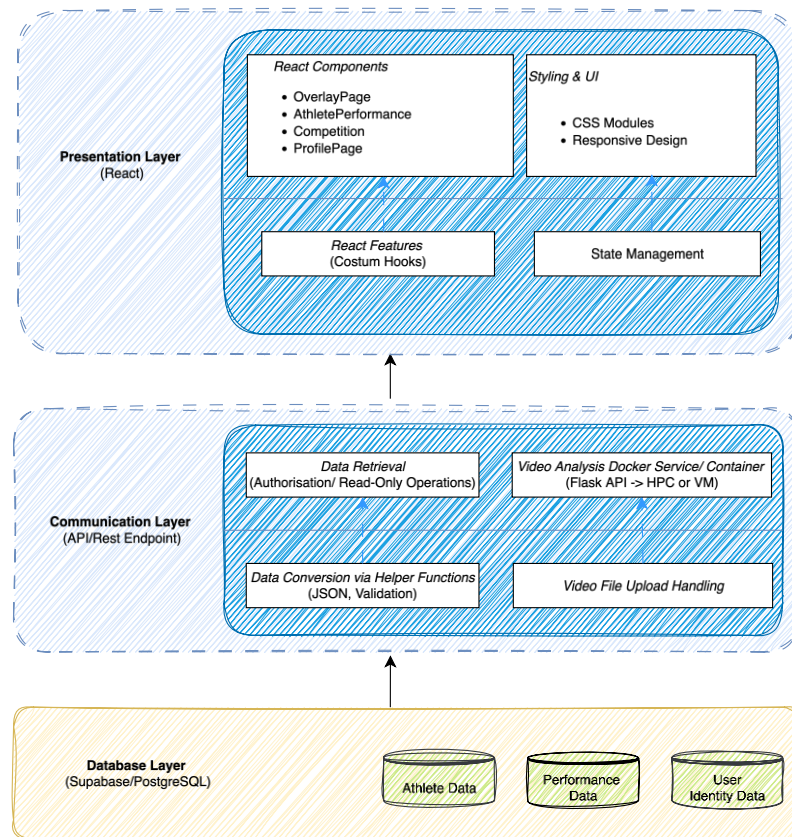 React Components
• OverlayPage
• AthletePerformance
• Competition
• ProfilePage
Styling & UI
• CSS Modules
• Responsive Design
Presentation Layer
(React)
React Features
(Costum Hooks)
State Management
Data Retrieval
(Authorisation/ Read-Only Operations)
Video Analysis Docker Service/ Container
(Flask API -> HPC or VM)
Communication Layer
(API/Rest Endpoint)
Data Conversion via Helper Functions
(JSON, Validation)
Video File Upload Handling
Database Layer
(Supabase/PostgreSQL)
Athlete Data
Performance
Data
User
Identity Data